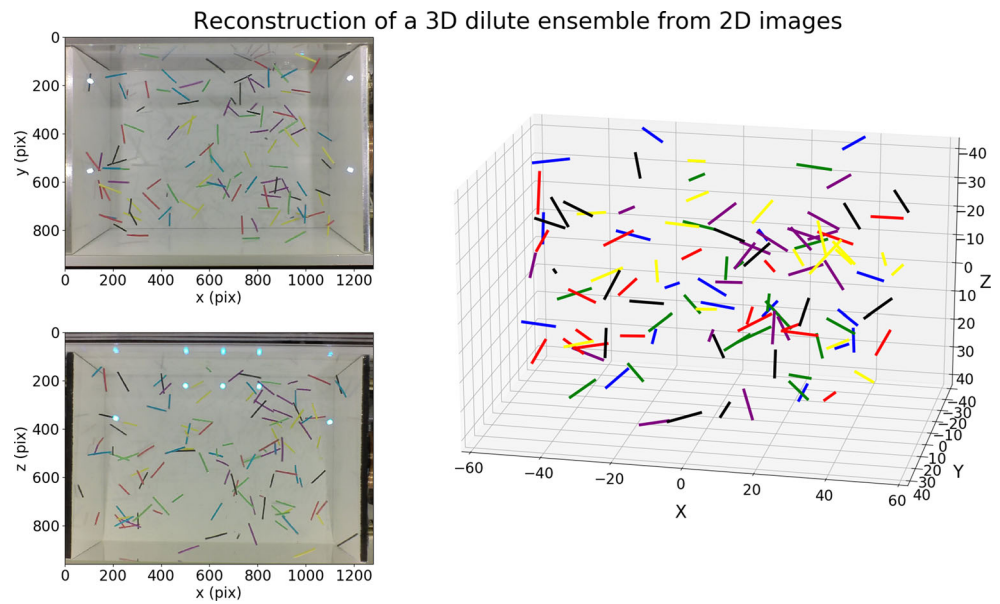 Reconstruction of a 3D dilute ensemble from 2D images
0
200
400
600
800
y (pix)
0 200 400 600 800 1000 1200
x (pix)
0
200
400
600
800
z (pix)
0 200 400 600 800 1000 1200
x (pix)
−40
−30
−20
−10
0
10
20
30
40
Z
−40
−30
−20
−10
0
10
20
30
40
Y
−60 −40 −20 0 20 40 60
X